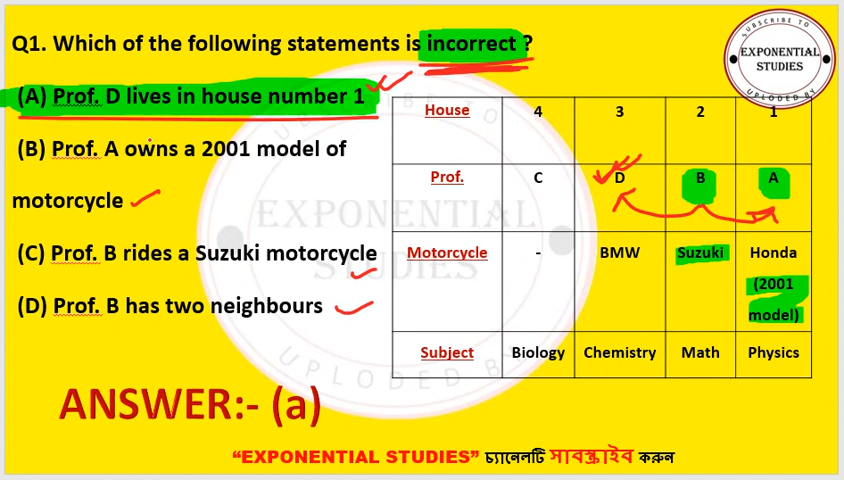 Q1. Which of the following statements is incorrect ?
(A) Prof. D lives in house number 1
(B) Prof. A owns a 2001 model of
motorcycle
(C) Prof. B rides a Suzuki motorcycle
(D) Prof. B has two neighbours
SUBSCRIBE TO
EXPONENTIAL
STUDIES
UPLODED BY
House 4 3 2 1
Prof. C D B A
Motorcycle - BMW Suzuki Honda
(2001
model)
Subject Biology Chemistry Math Physics
SUBSCRIBE TO
EXPONENTIAL
STUDIES
UPLODED BY
ANSWER:- (a)
“EXPONENTIAL STUDIES” চ্যানেলটি সাবস্ক্রাইব করুন